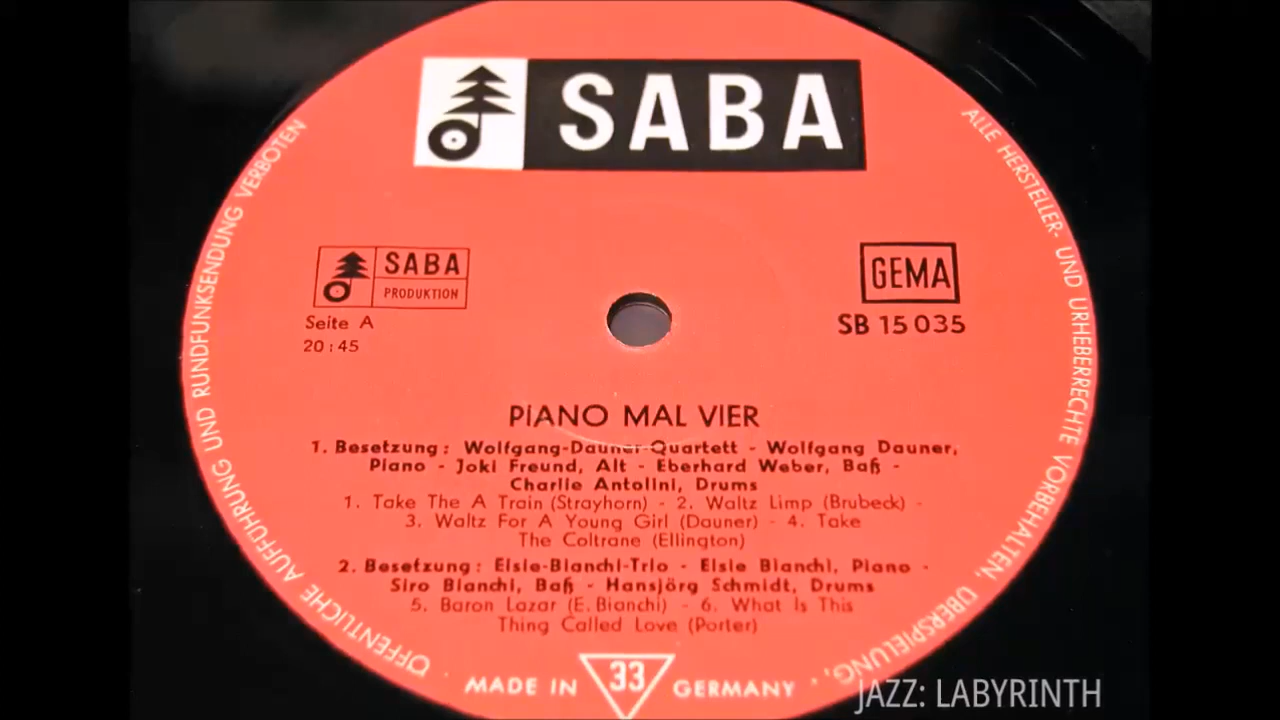 SABA
SABA
PRODUKTION
Seite A
20:45
GEMA
SB 15 035
PIANO MAL VIER
1. Besetzung: Wolfgang-Dauner-Quartett - Wolfgang Dauner,
Piano - Joki Freund, Alt - Eberhard Weber, Baß -
Charlie Antolini, Drums
1. Take The A Train (Strayhorn) - 2. Waltz Limp (Brubeck) -
3. Waltz For A Young Girl (Dauner) - 4. Take
The Coltrane (Ellington)
2. Besetzung: Elsie-Bianchi-Trio - Elsie Bianchi, Piano -
Siro Bianchi, Baß - Hansjörg Schmidt, Drums
5. Baron Lazar (E. Bianchi) - 6. What Is This
Thing Called Love (Porter)
ALLE HERSTELLER- UND URHEBERRECHTE VORBEHALTEN. ÜBERSPIELUNG,
ÖFFENTLICHE AUFFÜHRUNG UND RUNDFUNKSENDUNG VERBOTEN
MADE IN 33 GERMANY
JAZZ: LABYRINTH